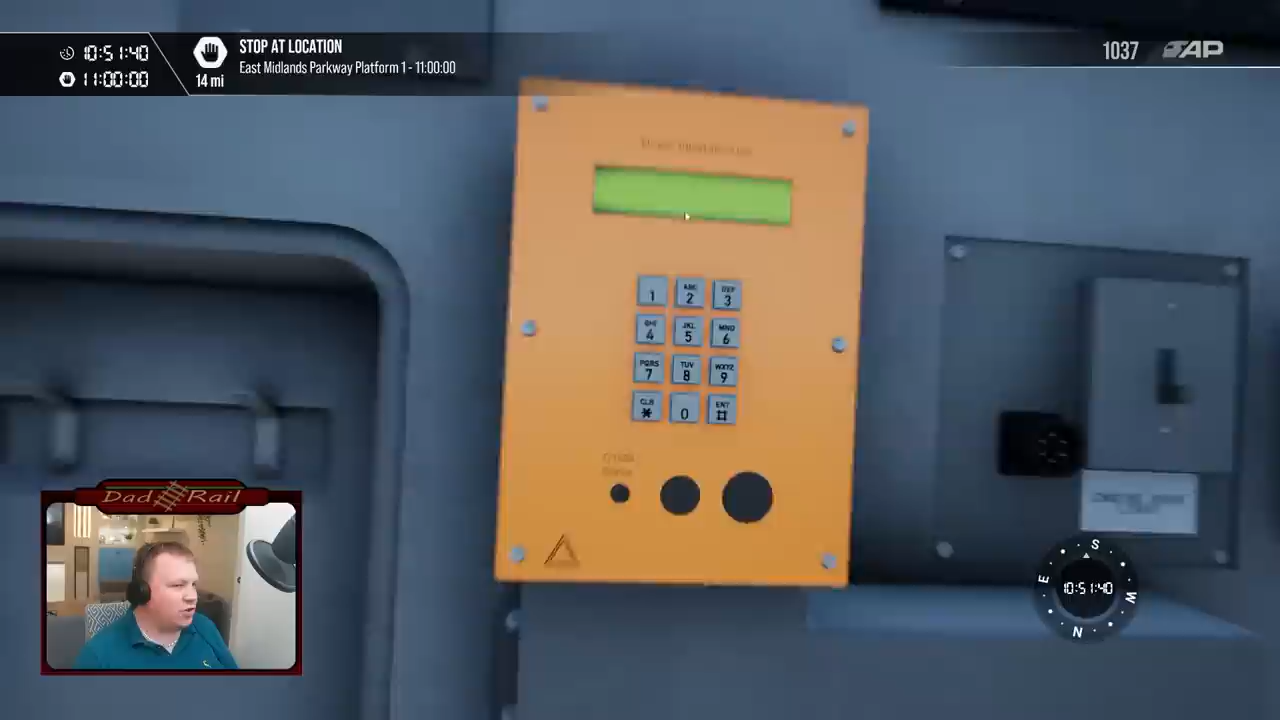 10:51:40
11:00:00
STOP AT LOCATION
East Midlands Parkway Platform 1 - 11:00:00
14 mi
1037 AP
1
ABC 2
DEF 3
GHI 4
JKL 5
MNO 6
PQRS 7
TUV 8
WXYZ 9
CLR *
0
ENT #
Dad Rail
S
E
W
N
10:51:40